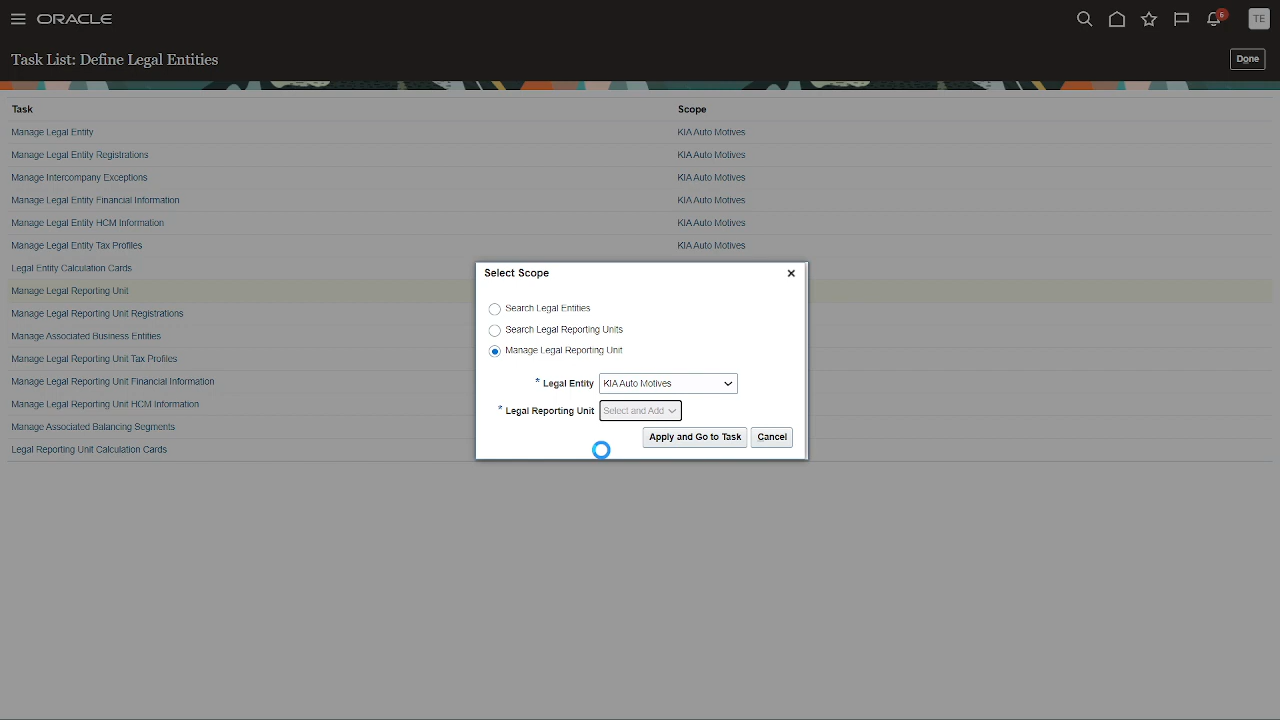 ORACLE
6
TE
Task List: Define Legal Entities
Done
Task Scope
Manage Legal Entity KIA Auto Motives
Manage Legal Entity Registrations KIA Auto Motives
Manage Intercompany Exceptions KIA Auto Motives
Manage Legal Entity Financial Information KIA Auto Motives
Manage Legal Entity HCM Information KIA Auto Motives
Manage Legal Entity Tax Profiles KIA Auto Motives
Legal Entity Calculation Cards
Manage Legal Reporting Unit
Manage Legal Reporting Unit Registrations
Manage Associated Business Entities
Manage Legal Reporting Unit Tax Profiles
Manage Legal Reporting Unit Financial Information
Manage Legal Reporting Unit HCM Information
Manage Associated Balancing Segments
Legal Reporting Unit Calculation Cards
Select Scope
Search Legal Entities
Search Legal Reporting Units
Manage Legal Reporting Unit
* Legal Entity KIA Auto Motives
* Legal Reporting Unit Select and Add
Apply and Go to Task Cancel